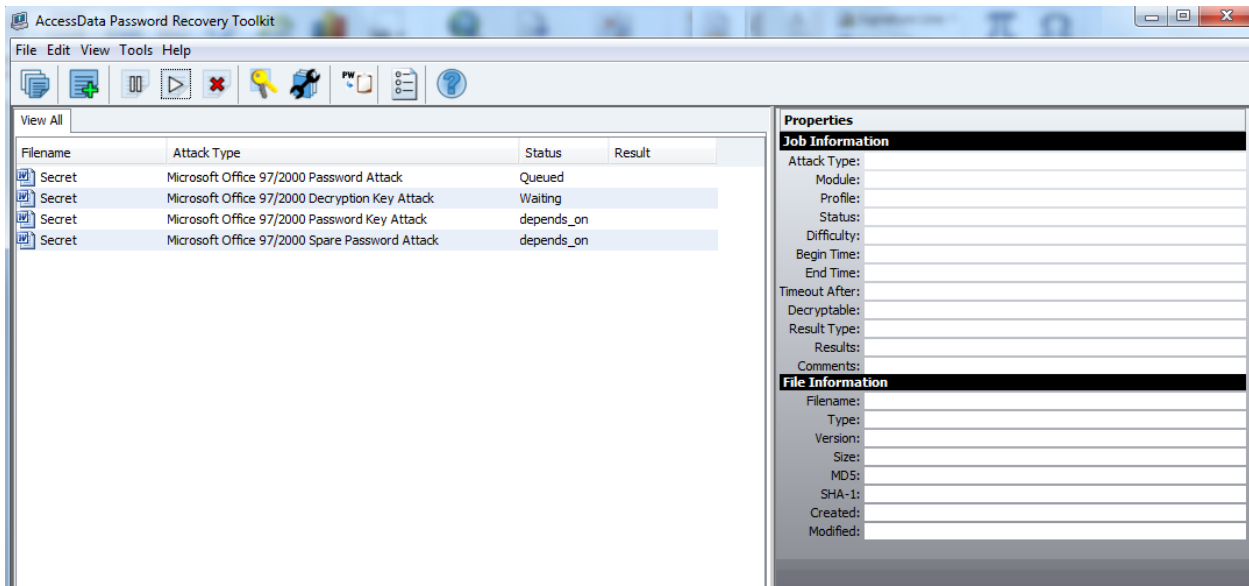 AccessData Password Recovery Toolkit
File Edit View Tools Help
PW
View All
Filename Attack Type Status Result
Secret Microsoft Office 97/2000 Password Attack Queued
Secret Microsoft Office 97/2000 Decryption Key Attack Waiting
Secret Microsoft Office 97/2000 Password Key Attack depends_on
Secret Microsoft Office 97/2000 Spare Password Attack depends_on
Properties
Job Information
Attack Type:
Module:
Profile:
Status:
Difficulty:
Begin Time:
End Time:
Timeout After:
Decryptable:
Result Type:
Results:
Comments:
File Information
Filename:
Type:
Version:
Size:
MD5:
SHA-1:
Created:
Modified: